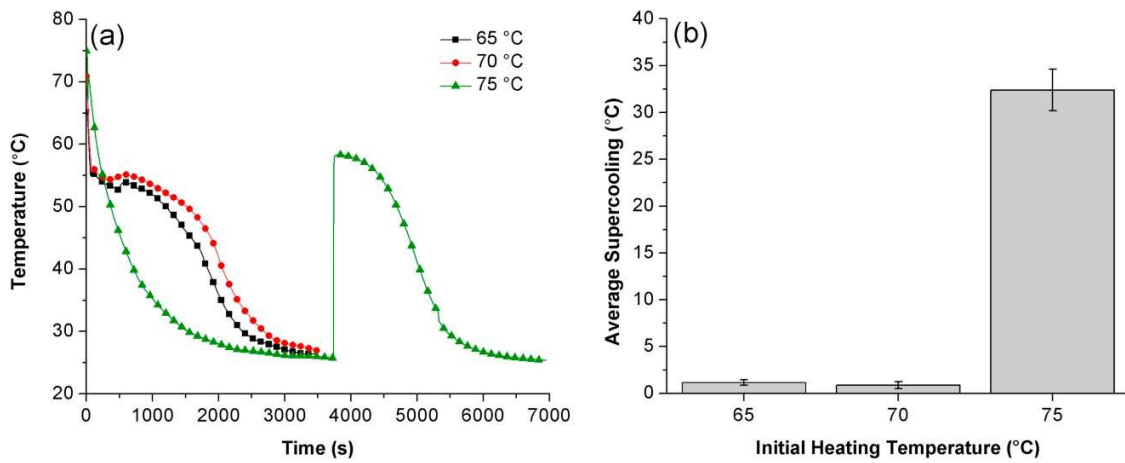 (a)
65 °C
70 °C
75 °C
80
70
60
50
40
30
20
Temperature (°C)
0 1000 2000 3000 4000 5000 6000 7000
Time (s)
(b)
40
35
30
25
20
15
10
5
0
Average Supercooling (°C)
65 70 75
Initial Heating Temperature (°C)